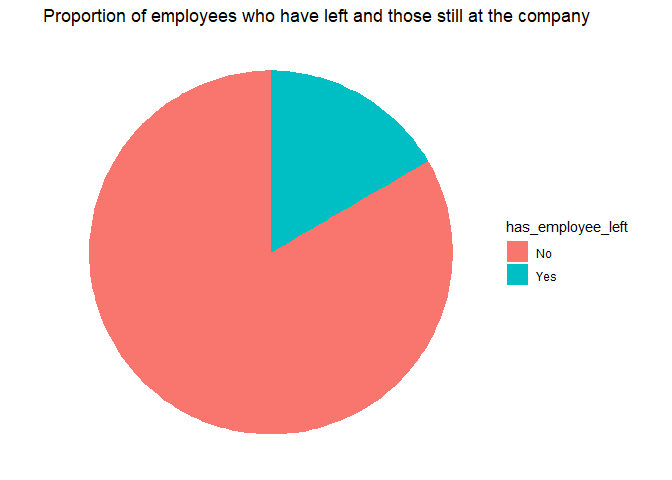 Proportion of employees who have left and those still at the company
has_employee_left
No
Yes